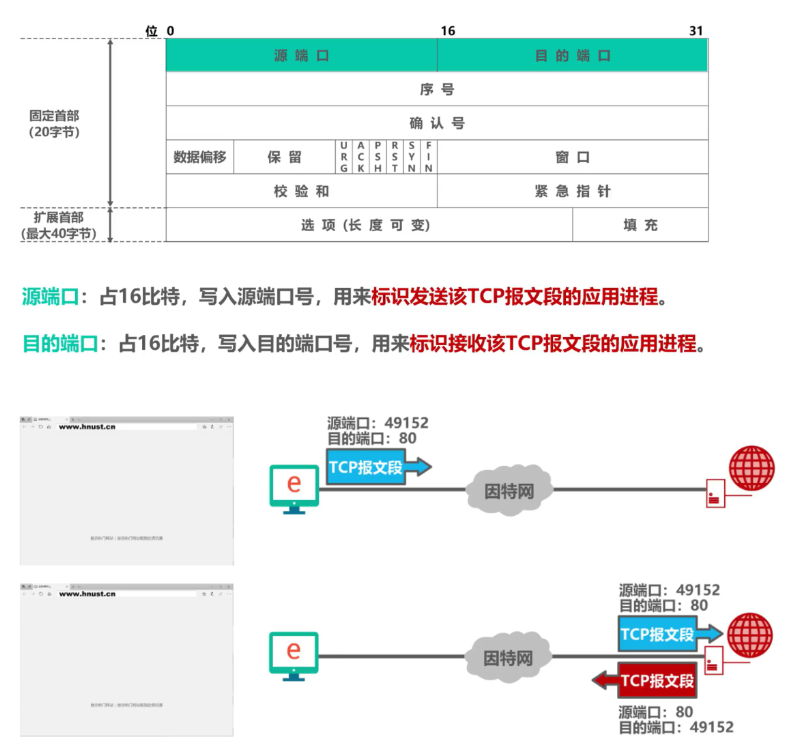 位 0 16 31
源 端 口 目 的 端 口
序 号
固定首部
(20字节)
确 认 号
数据偏移 保 留 URG ACK PSH RST SYN FIN 窗 口
校 验 和 紧 急 指 针
扩展首部
(最大40字节)
选 项 (长 度 可 变) 填 充
源端口：占16比特，写入源端口号，用来标识发送该TCP报文段的应用进程。
目的端口：占16比特，写入目的端口号，用来标识接收该TCP报文段的应用进程。
www.hnust.cn
源端口：49152
目的端口：80
TCP报文段
e
因特网
www.hnust.cn
源端口：49152
目的端口：80
TCP报文段
e
因特网
TCP报文段
源端口：80
目的端口：49152